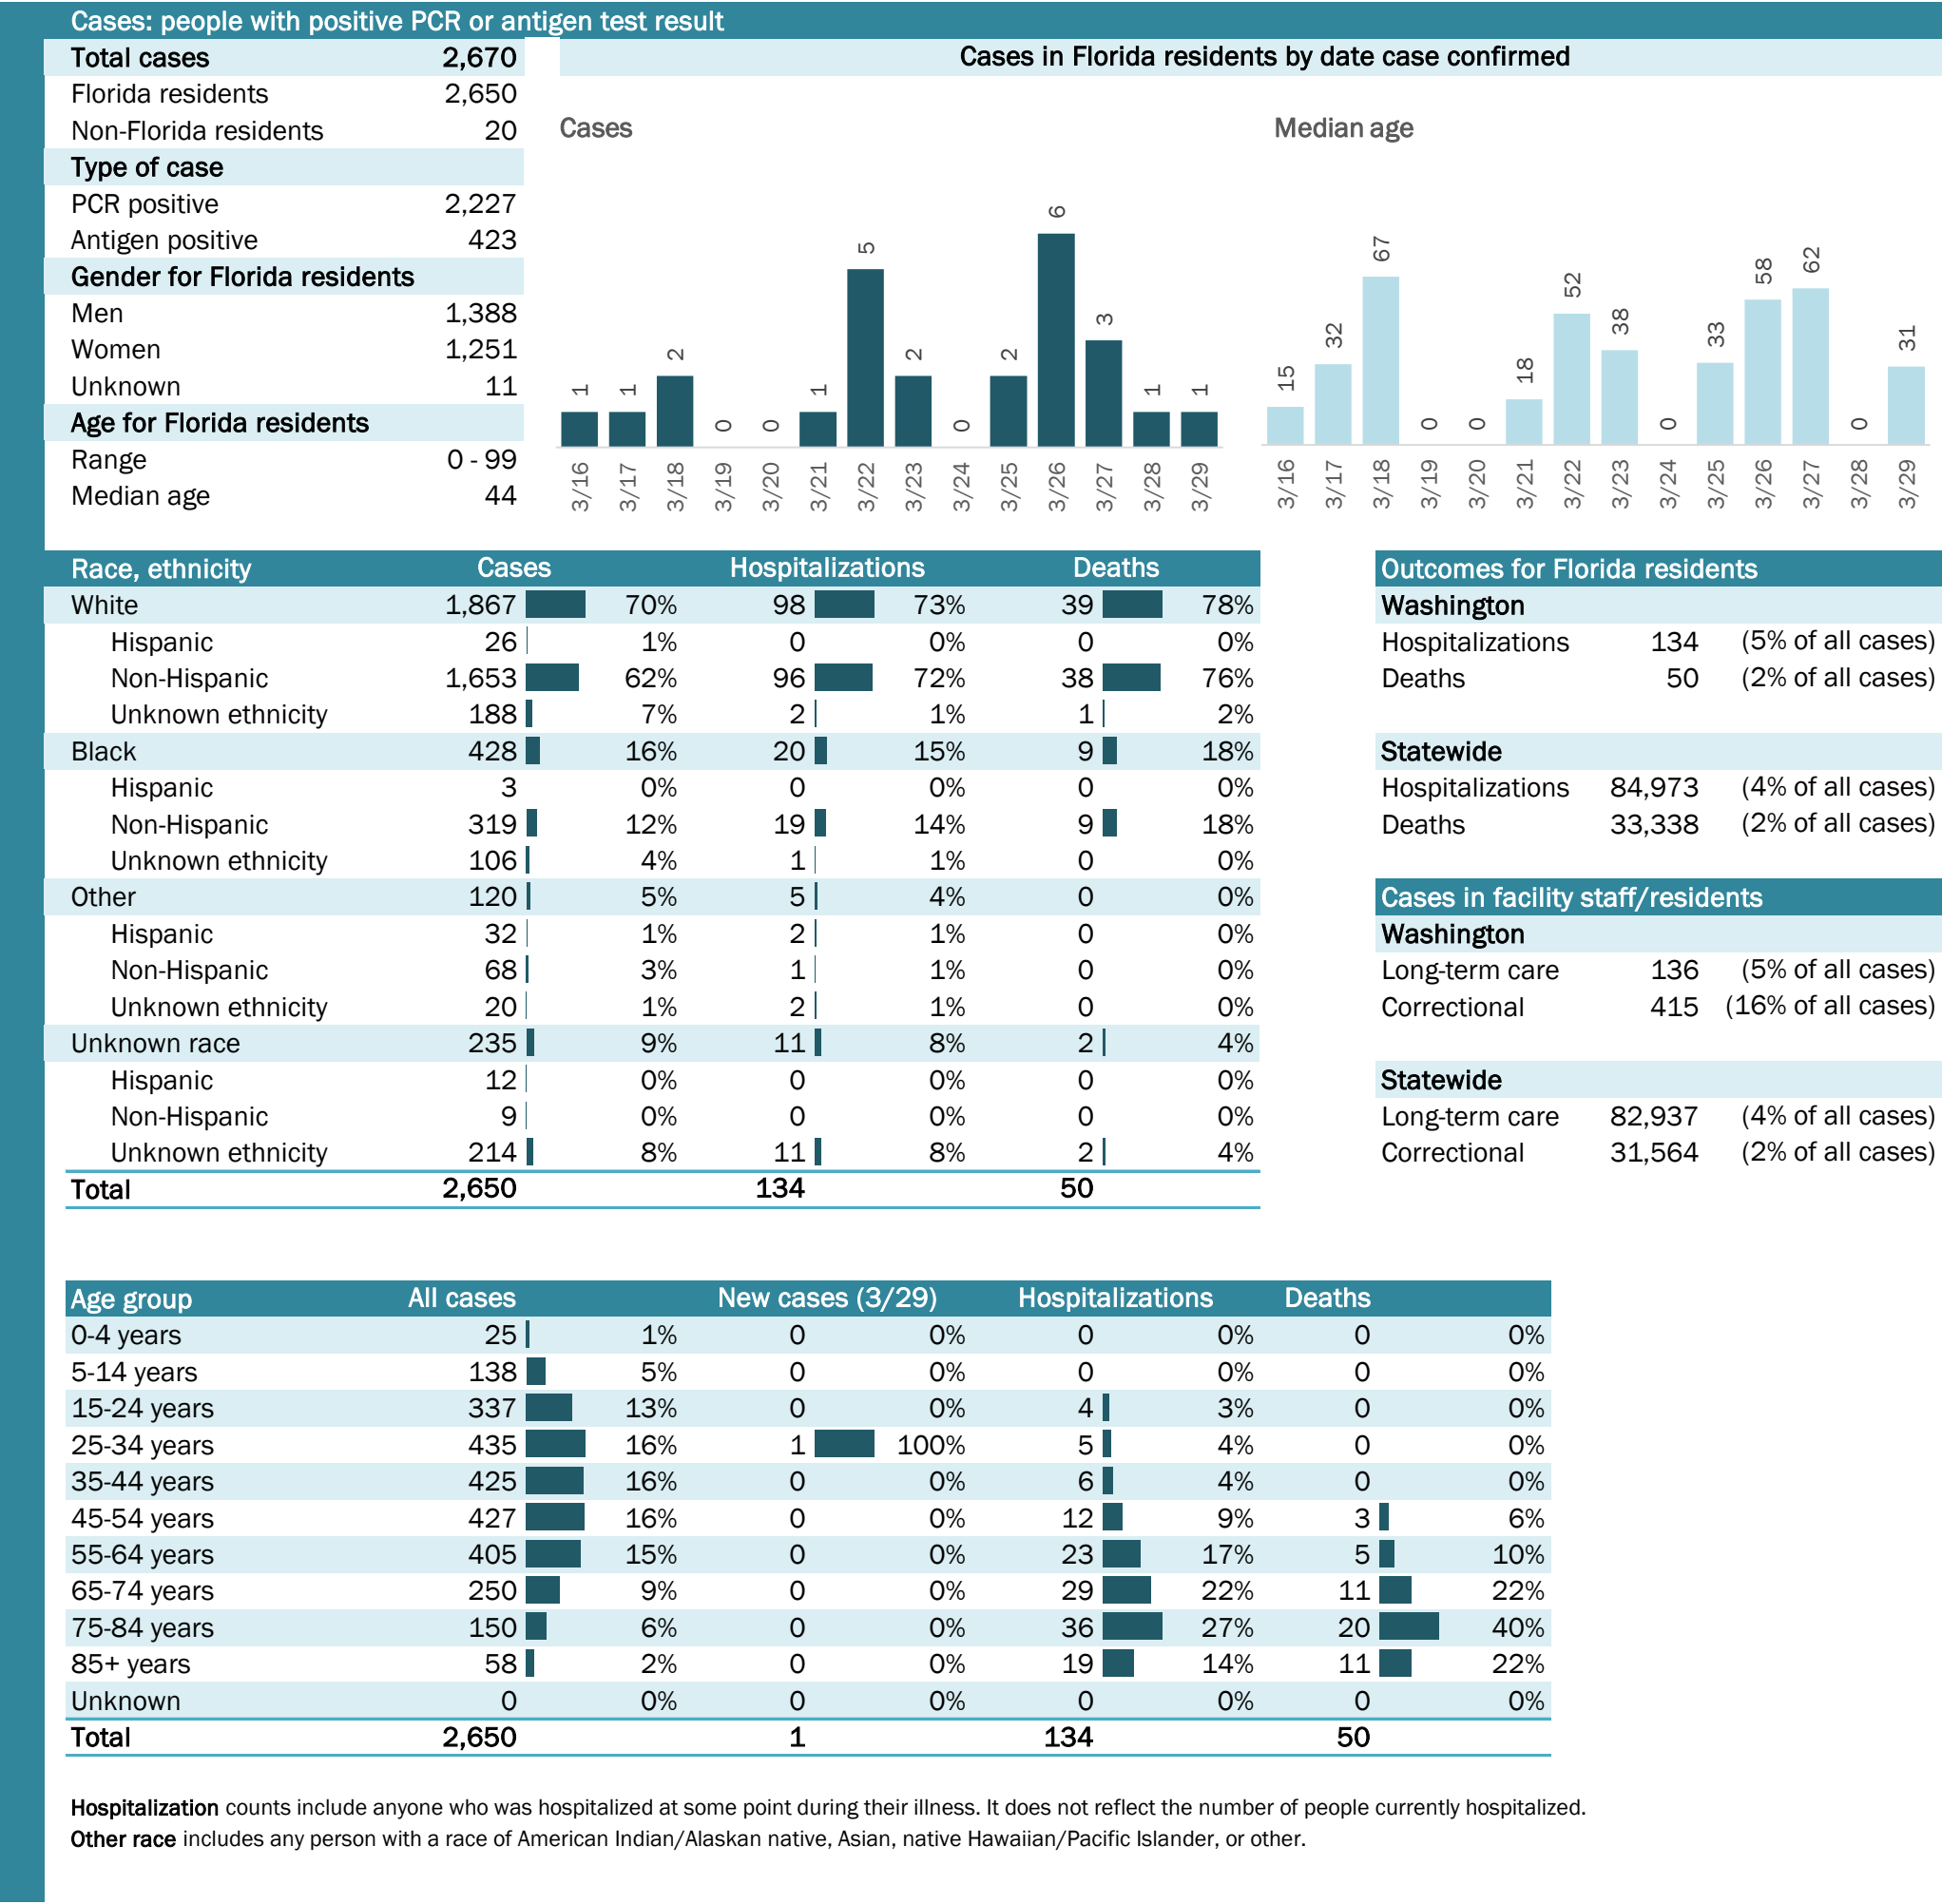 Cases: people with positive PCR or antigen test result
Total cases 2,670
Florida residents 2,650
Non-Florida residents 20
Type of case
PCR positive 2,227
Antigen positive 423
Gender for Florida residents
Men 1,388
Women 1,251
Unknown 11
Age for Florida residents
Range 0 - 99
Median age 44
Cases in Florida residents by date case confirmed
Cases
1 1 2 0 0 1 5 2 0 2 6 3 1 1
3/16 3/17 3/18 3/19 3/20 3/21 3/22 3/23 3/24 3/25 3/26 3/27 3/28 3/29
Median age
15 32 67 0 0 18 52 38 0 33 58 62 0 31
3/16 3/17 3/18 3/19 3/20 3/21 3/22 3/23 3/24 3/25 3/26 3/27 3/28 3/29
Race, ethnicity Cases Hospitalizations Deaths
White 1,867 70% 98 73% 39 78%
Hispanic 26 1% 0 0% 0 0%
Non-Hispanic 1,653 62% 96 72% 38 76%
Unknown ethnicity 188 7% 2 1% 1 2%
Black 428 16% 20 15% 9 18%
Hispanic 3 0% 0 0% 0 0%
Non-Hispanic 319 12% 19 14% 9 18%
Unknown ethnicity 106 4% 1 1% 0 0%
Other 120 5% 5 4% 0 0%
Hispanic 32 1% 2 1% 0 0%
Non-Hispanic 68 3% 1 1% 0 0%
Unknown ethnicity 20 1% 2 1% 0 0%
Unknown race 235 9% 11 8% 2 4%
Hispanic 12 0% 0 0% 0 0%
Non-Hispanic 9 0% 0 0% 0 0%
Unknown ethnicity 214 8% 11 8% 2 4%
Total 2,650 134 50
Outcomes for Florida residents
Washington
Hospitalizations 134 (5% of all cases)
Deaths 50 (2% of all cases)
Statewide
Hospitalizations 84,973 (4% of all cases)
Deaths 33,338 (2% of all cases)
Cases in facility staff/residents
Washington
Long-term care 136 (5% of all cases)
Correctional 415 (16% of all cases)
Statewide
Long-term care 82,937 (4% of all cases)
Correctional 31,564 (2% of all cases)
Age group All cases New cases (3/29) Hospitalizations Deaths
0-4 years 25 1% 0 0% 0 0% 0 0%
5-14 years 138 5% 0 0% 0 0% 0 0%
15-24 years 337 13% 0 0% 4 3% 0 0%
25-34 years 435 16% 1 100% 5 4% 0 0%
35-44 years 425 16% 0 0% 6 4% 0 0%
45-54 years 427 16% 0 0% 12 9% 3 6%
55-64 years 405 15% 0 0% 23 17% 5 10%
65-74 years 250 9% 0 0% 29 22% 11 22%
75-84 years 150 6% 0 0% 36 27% 20 40%
85+ years 58 2% 0 0% 19 14% 11 22%
Unknown 0 0% 0 0% 0 0% 0 0%
Total 2,650 1 134 50
Hospitalization counts include anyone who was hospitalized at some point during their illness. It does not reflect the number of people currently hospitalized.
Other race includes any person with a race of American Indian/Alaskan native, Asian, native Hawaiian/Pacific Islander, or other.